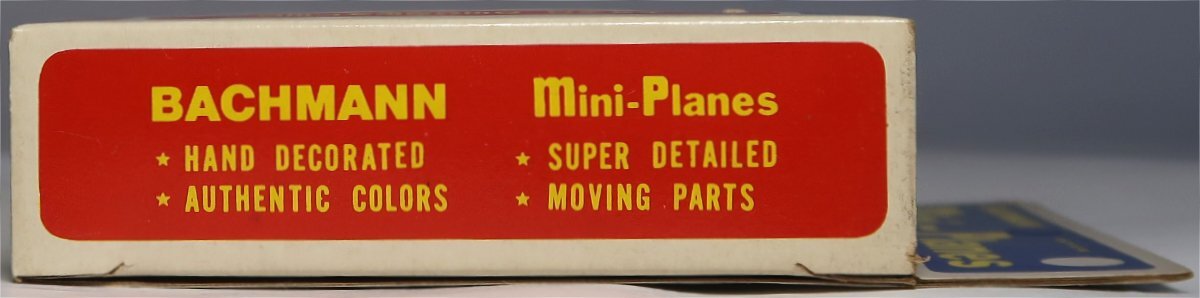 BACHMANN Mini-Planes
★ HAND DECORATED ★ SUPER DETAILED
★ AUTHENTIC COLORS ★ MOVING PARTS